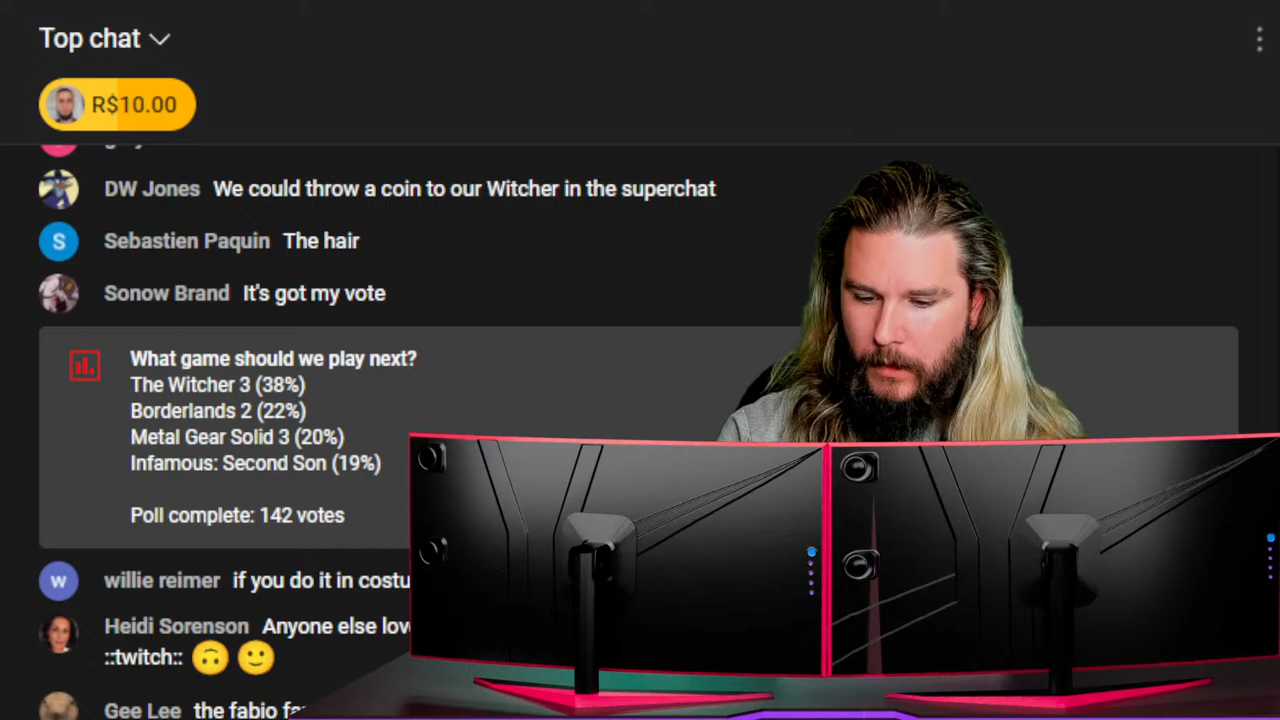 Top chat
R$10.00
DW Jones We could throw a coin to our Witcher in the superchat
S Sebastien Paquin The hair
Sonow Brand It's got my vote
What game should we play next?
The Witcher 3 (38%)
Borderlands 2 (22%)
Metal Gear Solid 3 (20%)
Infamous: Second Son (19%)
Poll complete: 142 votes
w willie reimer if you do it in
Heidi Sorenson Anyone else
::twitch::
Gee Lee the fabio